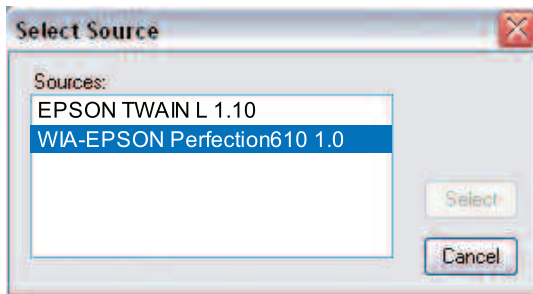 Select Source
Sources:
EPSON TWAIN L 1.10
WIA-EPSON Perfection610 1.0
Select
Cancel